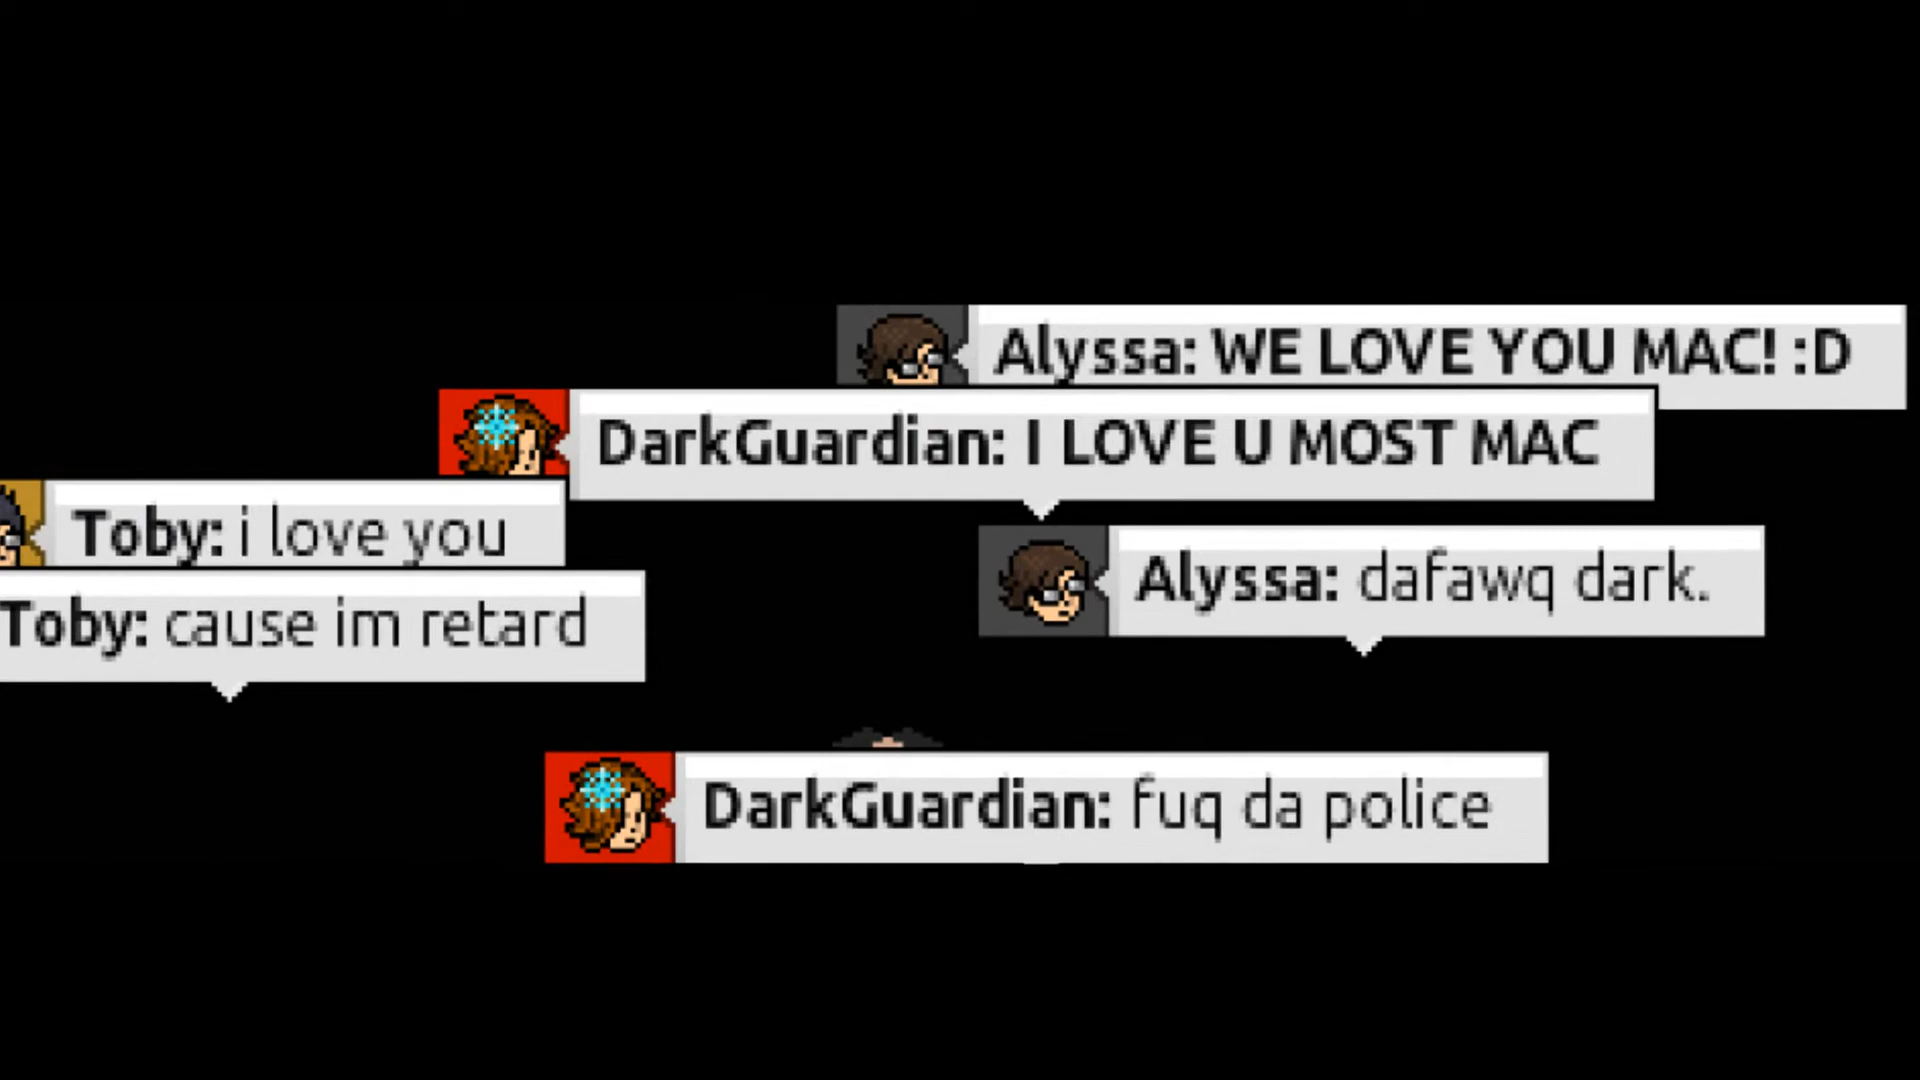 Alyssa: WE LOVE YOU MAC! :D
DarkGuardian: I LOVE U MOST MAC
Toby: i love you
Alyssa: dafawq dark.
Toby: cause im retard
DarkGuardian: fuq da police